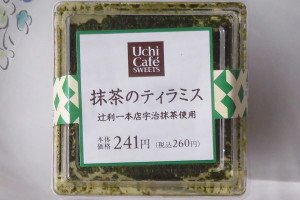 Uchi
Café
SWEETS
抹茶のティラミス
辻利一本店宇治抹茶使用
本体
価格 241円 (税込260円)